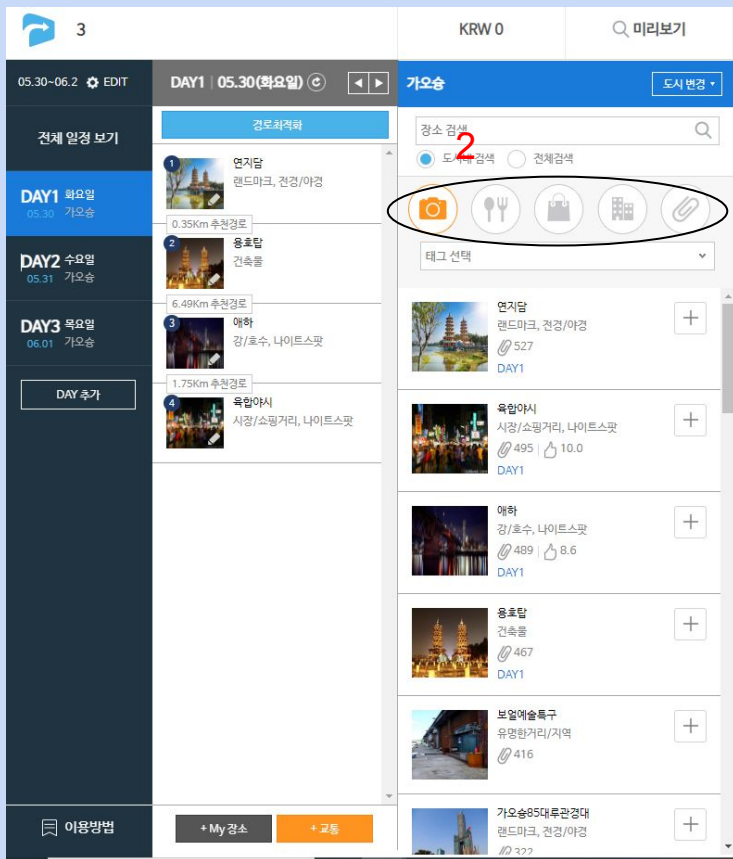 3
KRW 0
미리보기
05.30~06.2 EDIT
전체 일정 보기
DAY1 화요일
05.30 가오슝
DAY2 수요일
05.31 가오슝
DAY3 목요일
06.01 가오슝
DAY 추가
이용방법
DAY1 | 05.30(화요일)
경로최적화
1
연지담
랜드마크, 전경/야경
0.35Km 추천경로
2
용호탑
건축물
6.49Km 추천경로
3
애하
강/호수, 나이트스팟
1.75Km 추천경로
4
육합야시
시장/쇼핑거리, 나이트스팟
+ My 장소
+ 교통
가오슝
도시 변경
장소 검색
2
도시내 검색
전체검색
태그 선택
연지담
랜드마크, 전경/야경
527
DAY1
육합야시
시장/쇼핑거리, 나이트스팟
495 | 10.0
DAY1
애하
강/호수, 나이트스팟
489 | 8.6
DAY1
용호탑
건축물
467
DAY1
보얼예술특구
유명한거리/지역
416
가오슝85대루관경대
랜드마크, 전경/야경
322